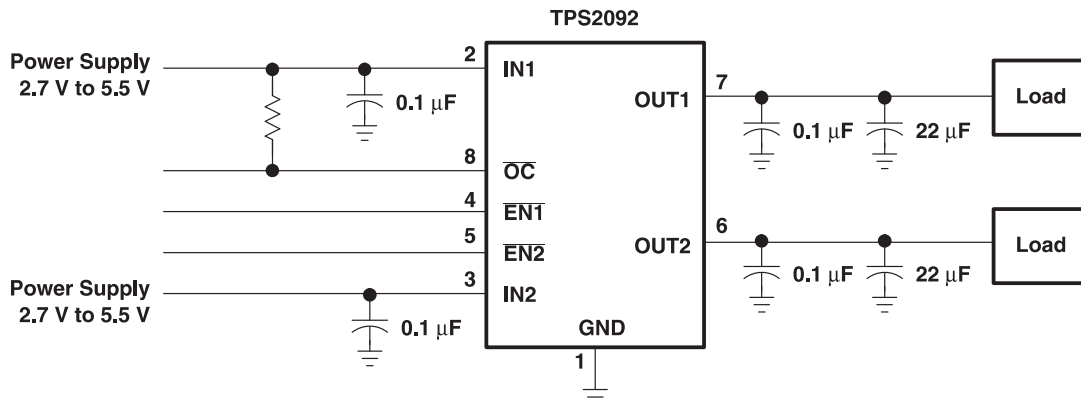 TPS2092
Power Supply
2.7 V to 5.5 V
2
IN1
0.1 μF
OUT1
7
0.1 μF
22 μF
Load
8
OC
4
EN1
5
EN2
OUT2
6
0.1 μF
22 μF
Load
Power Supply
2.7 V to 5.5 V
3
IN2
0.1 μF
GND
1